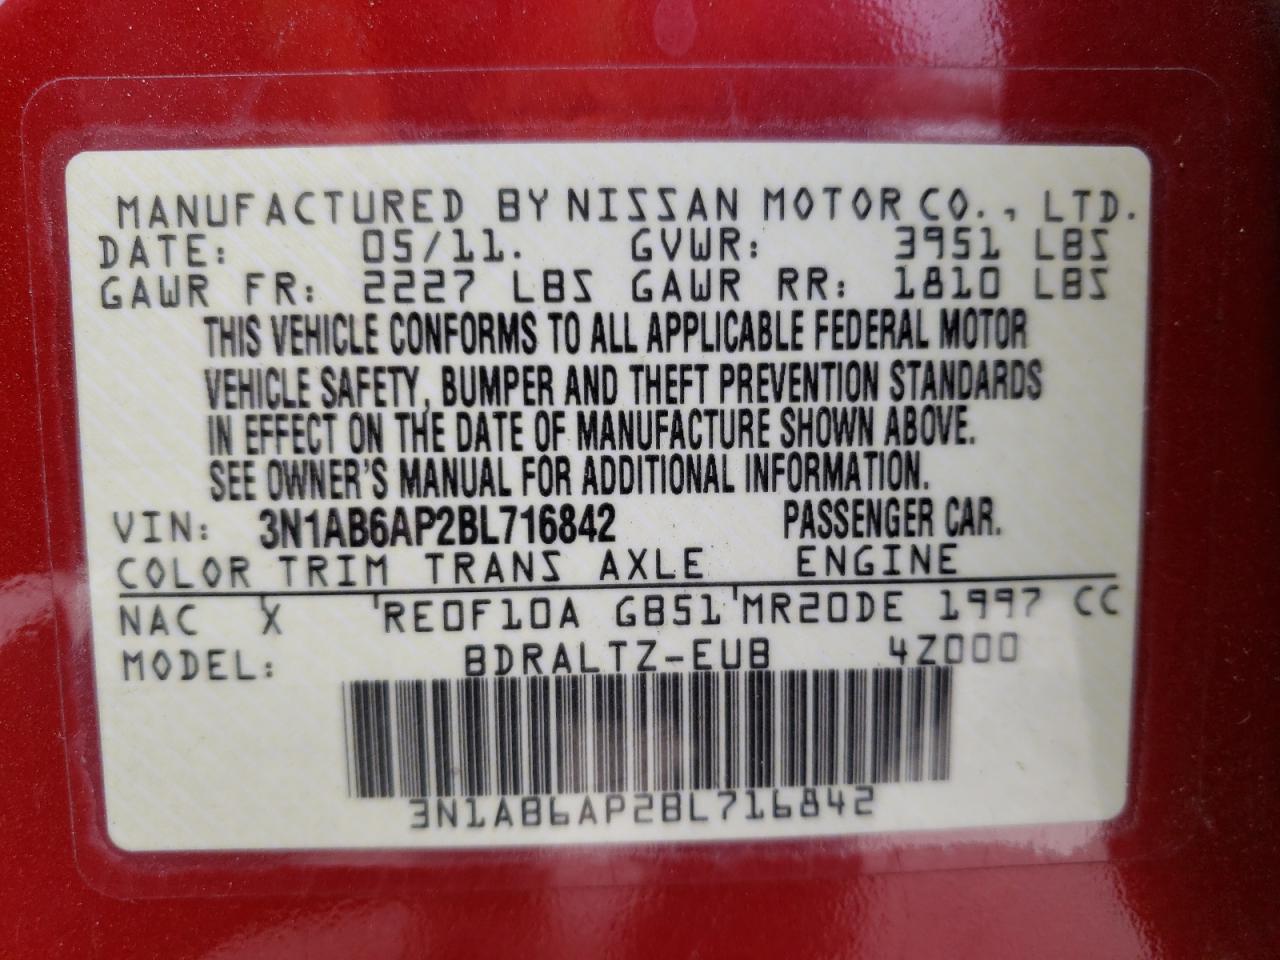 MANUFACTURED BY NISSAN MOTOR CO., LTD.
DATE: 05/11. GVWR: 3951 LBS
GAWR FR: 2227 LBS GAWR RR: 1810 LBS
THIS VEHICLE CONFORMS TO ALL APPLICABLE FEDERAL MOTOR
VEHICLE SAFETY, BUMPER AND THEFT PREVENTION STANDARDS
IN EFFECT ON THE DATE OF MANUFACTURE SHOWN ABOVE.
SEE OWNER'S MANUAL FOR ADDITIONAL INFORMATION.
VIN: 3N1AB6AP2BL716842 PASSENGER CAR.
COLOR TRIM TRANS AXLE ENGINE
NAC X RE0F10A GB51 MR20DE 1997 CC
MODEL: BDRALTZ-EUB 4Z000
3N1AB6AP2BL716842